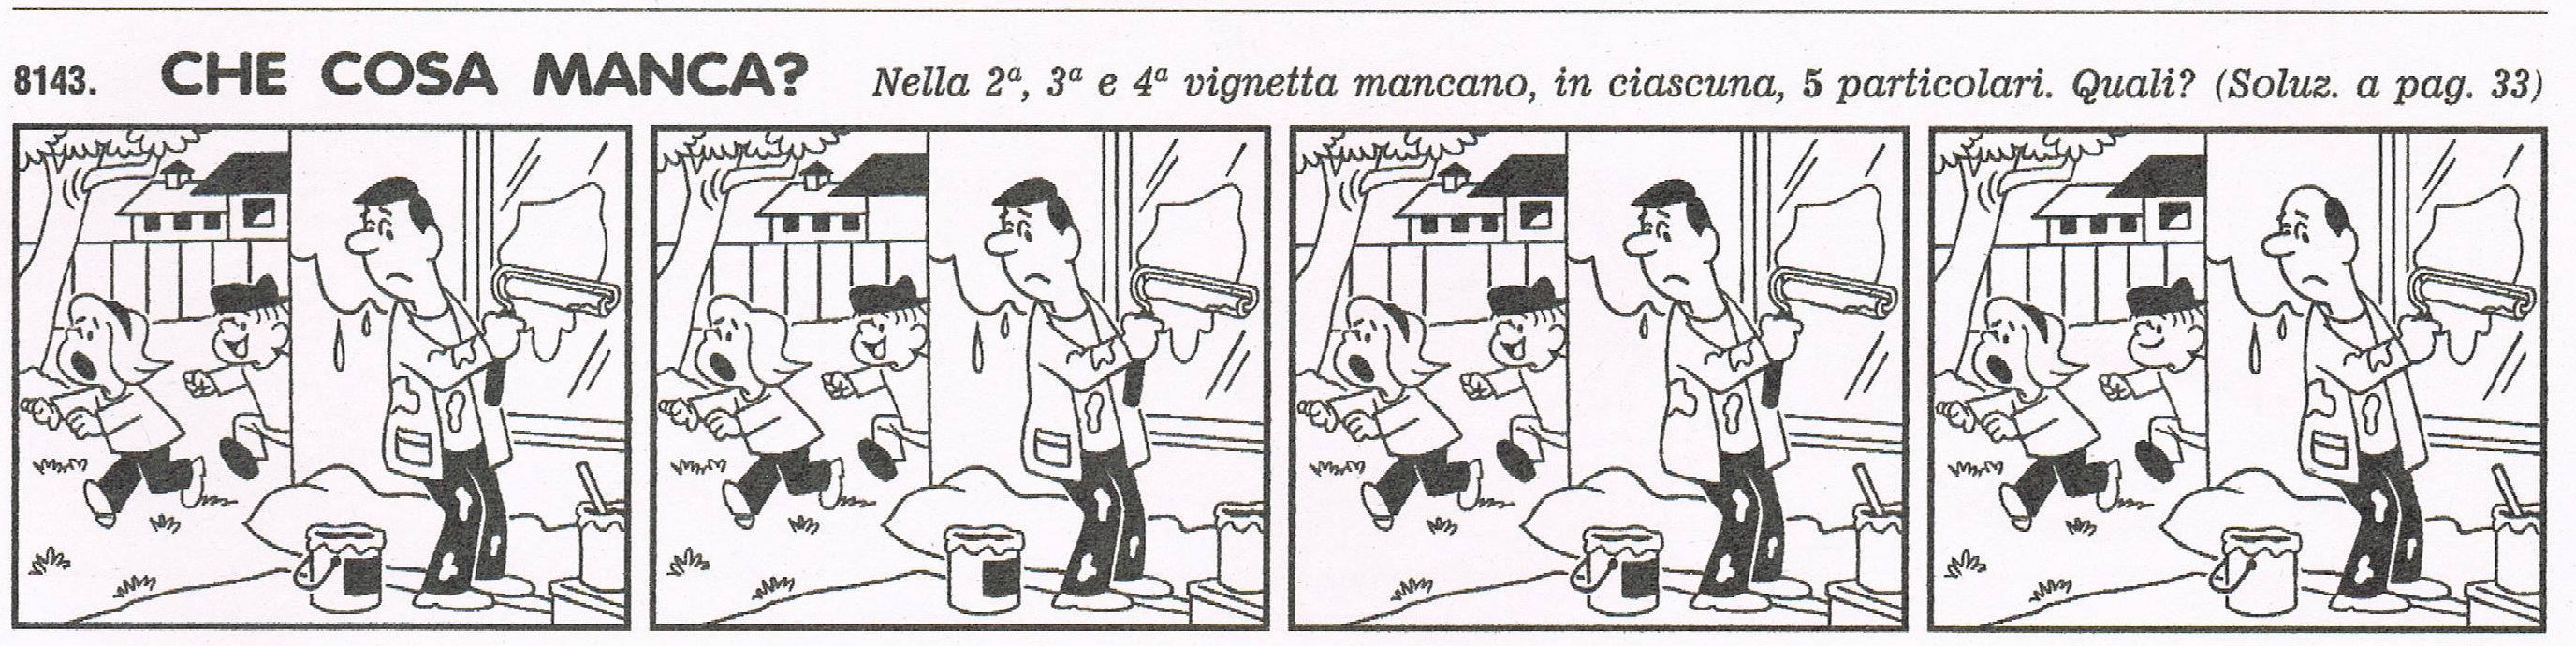 8143. CHE COSA MANCA? Nella 2ª, 3ª e 4ª vignetta mancano, in ciascuna, 5 particolari. Quali? (Soluz. a pag. 33)